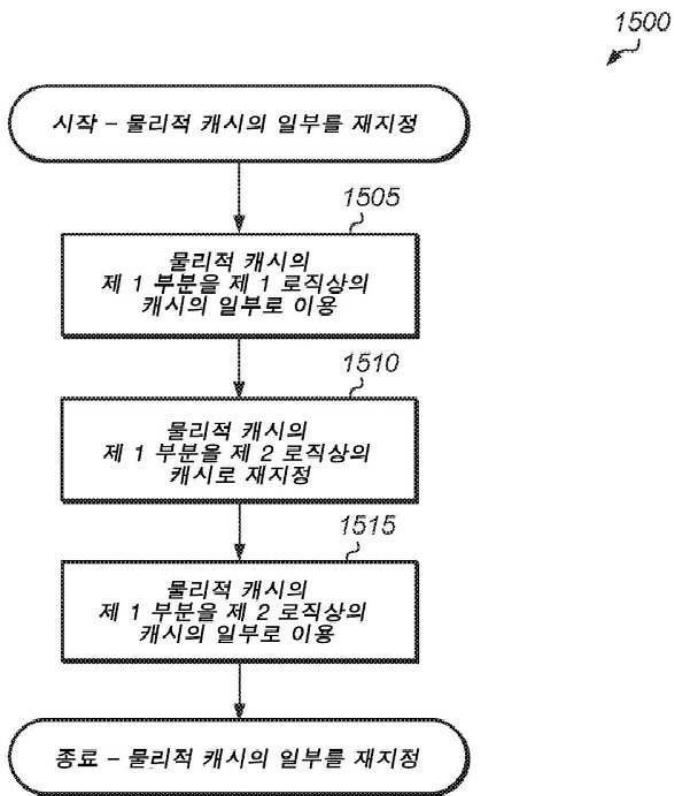 1500
시작 – 물리적 캐시의 일부를 재지정
1505
물리적 캐시의
제 1 부분을 제 1 로직상의
캐시의 일부로 이용
1510
물리적 캐시의
제 1 부분을 제 2 로직상의
캐시로 재지정
1515
물리적 캐시의
제 1 부분을 제 2 로직상의
캐시의 일부로 이용
종료 – 물리적 캐시의 일부를 재지정